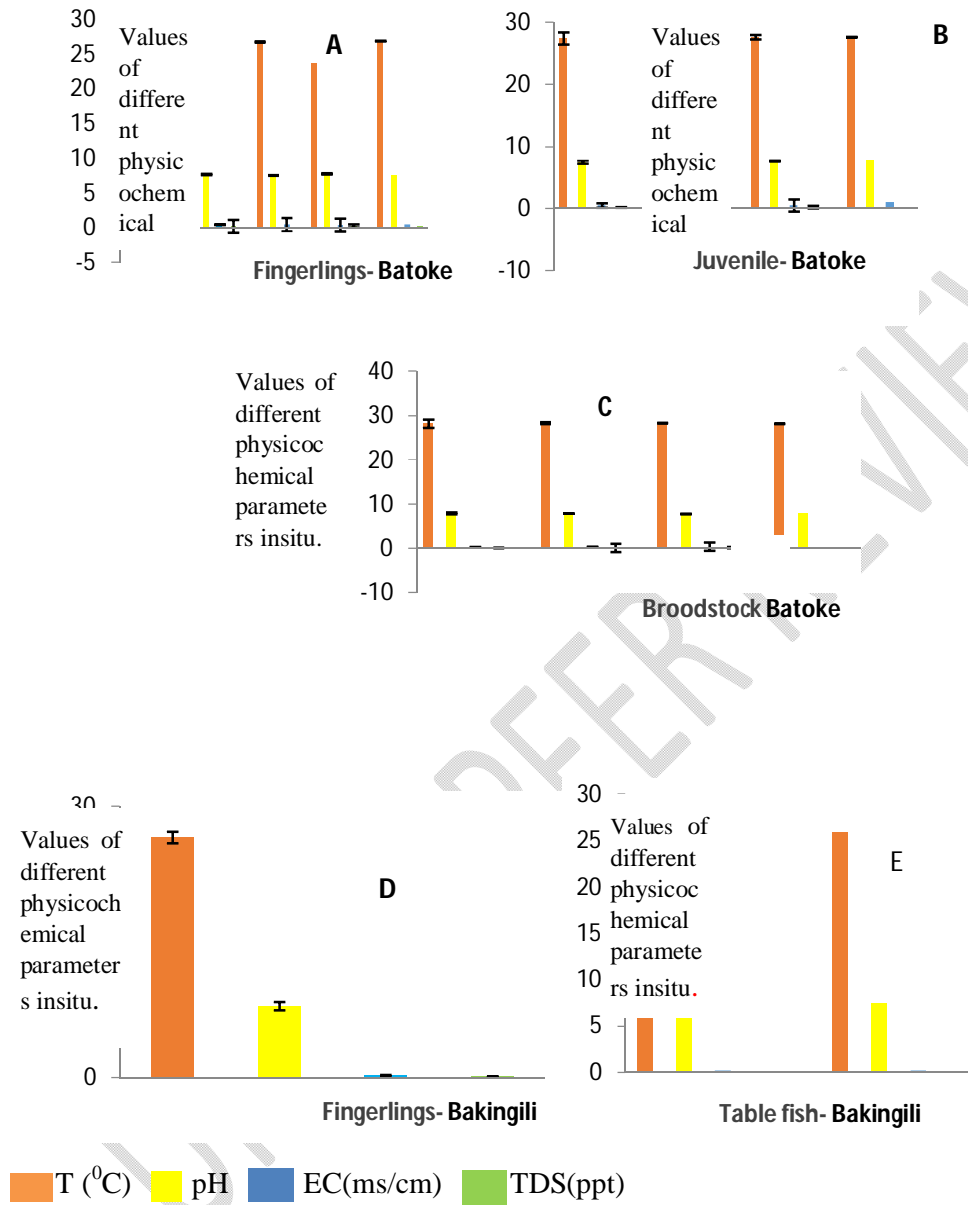 30
25
20
15
10
5
0
-5
Values
of
differe
nt
physic
ochem
ical
A
Fingerlings- Batoke
30
20
10
0
-10
Values
of
differe
nt
physic
ochem
ical
B
Juvenile- Batoke
Values of
different
physicoc
hemical
paramete
rs insitu.
40
30
20
10
0
-10
C
Broodstock Batoke
30
Values of
different
physicoch
emical
parameter
s insitu.
0
D
Fingerlings- Bakingili
30
25
20
15
10
5
0
Values of
different
physicoc
hemical
paramete
rs insitu.
E
Table fish- Bakingili
T (⁰C) pH EC(ms/cm) TDS(ppt)